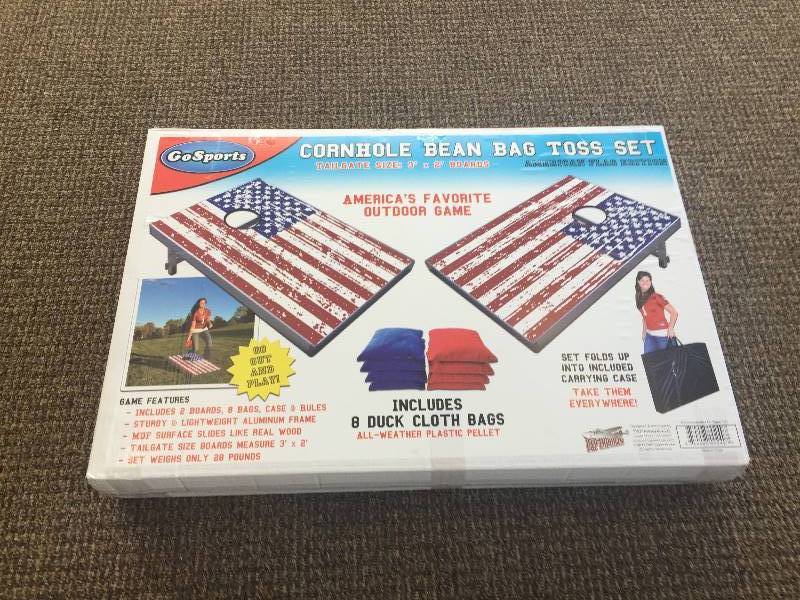 GoSports
CORNHOLE BEAN BAG TOSS SET
TAILGATE SIZE: 3' x 2' BOARDS
AMERICAN FLAG EDITION
AMERICA'S FAVORITE
OUTDOOR GAME
GO
OUT
AND
PLAY!
GAME FEATURES
- INCLUDES 2 BOARDS, 8 BAGS, CASE & RULES
- STURDY & LIGHTWEIGHT ALUMINUM FRAME
- MDF SURFACE SLIDES LIKE REAL WOOD
- TAILGATE SIZE BOARDS MEASURE 3' x 2'
- SET WEIGHS ONLY 28 POUNDS
INCLUDES
8 DUCK CLOTH BAGS
ALL-WEATHER PLASTIC PELLET
SET FOLDS UP
INTO INCLUDED
CARRYING CASE
TAKE THEM
EVERYWHERE!